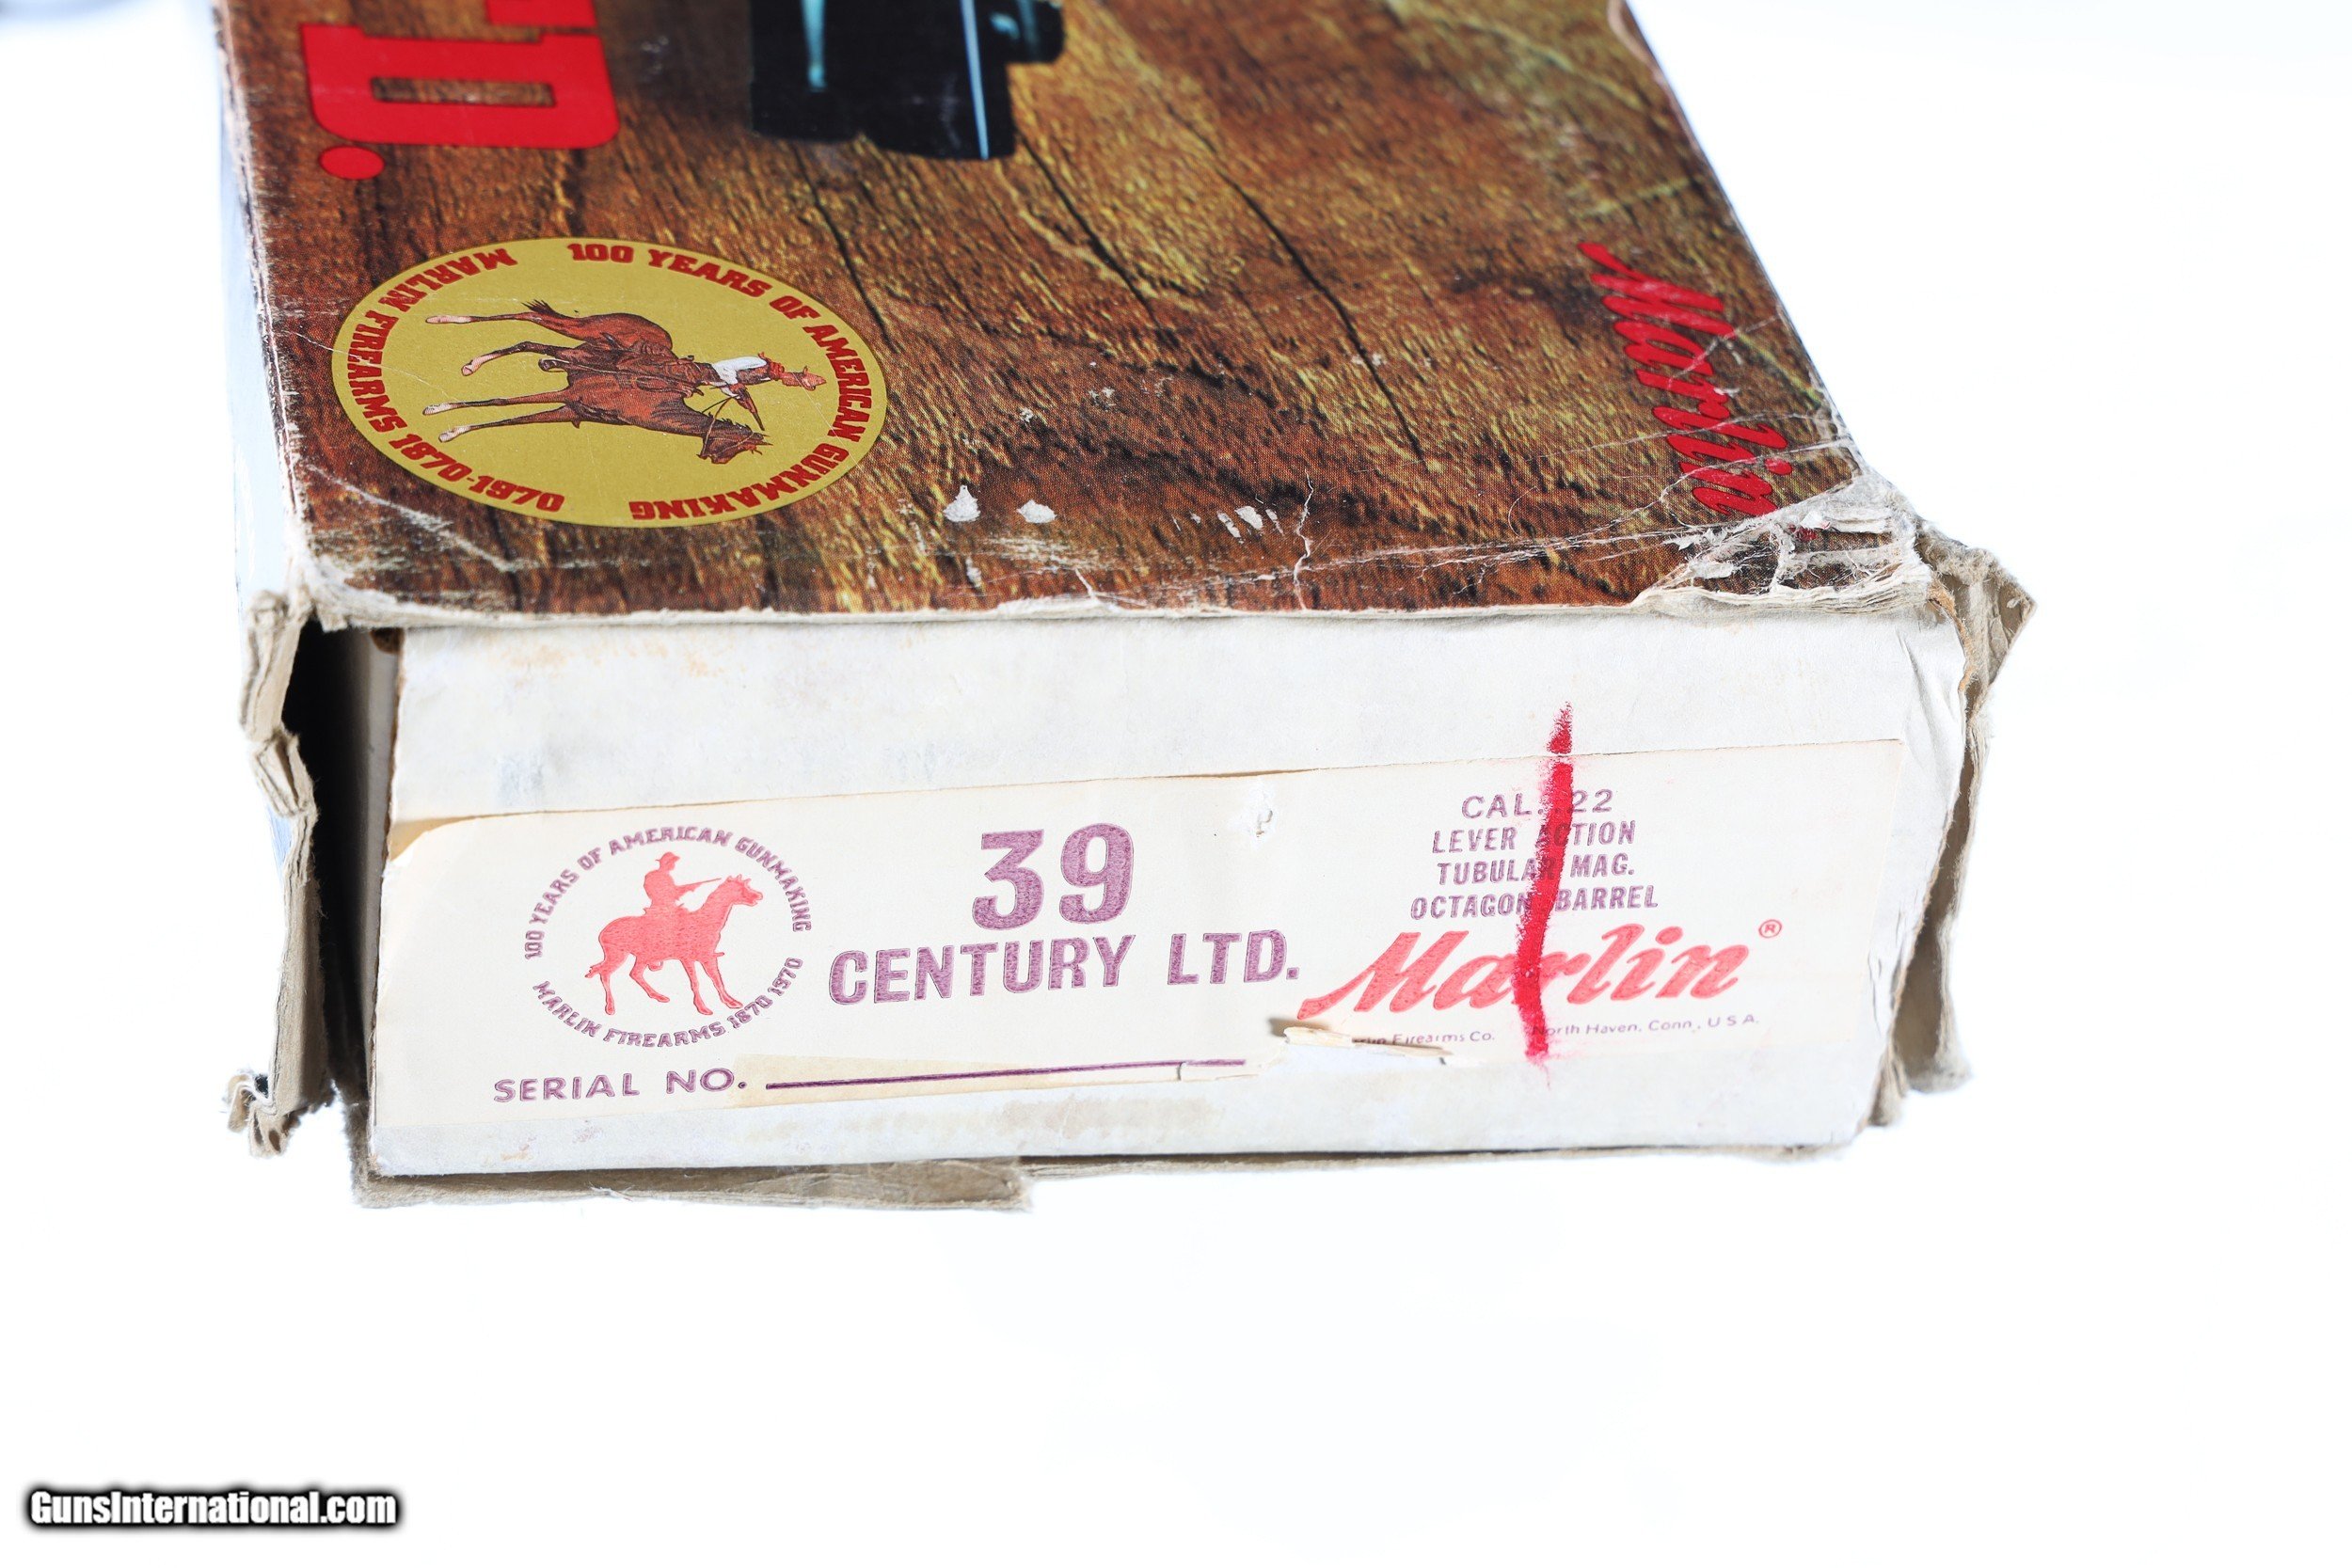 'D.
100 YEARS OF AMERICAN GUNMAKING
MARLIN FIREARMS 1870-1970
Marlin
100 YEARS OF AMERICAN GUNMAKING
MARLIN FIREARMS 1870 1970
39
CENTURY LTD.
CAL. .22
LEVER ACTION
TUBULAR MAG.
OCTAGON BARREL
Marlin®
Firearms Co. North Haven, Conn., U S A.
SERIAL NO.
GunsInternational.com